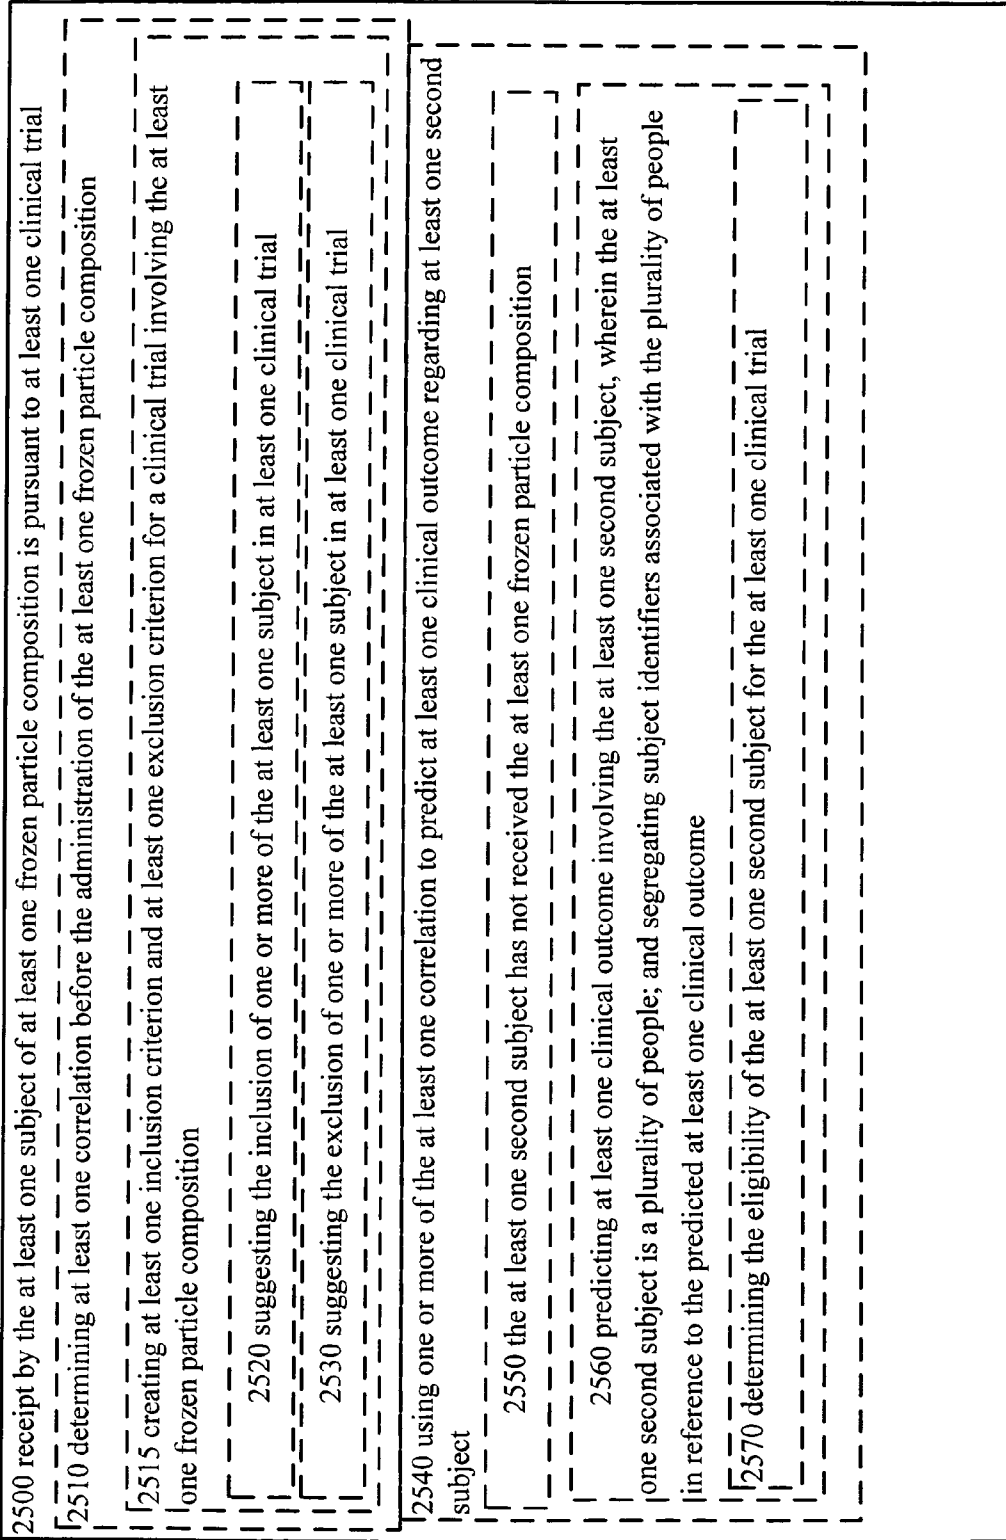 2500 receipt by the at least one subject of at least one frozen particle composition is pursuant to at least one clinical trial
2510 determining at least one correlation before the administration of the at least one frozen particle composition
2515 creating at least one inclusion criterion and at least one exclusion criterion for a clinical trial involving the at least
one frozen particle composition
2520 suggesting the inclusion of one or more of the at least one subject in at least one clinical trial
2530 suggesting the exclusion of one or more of the at least one subject in at least one clinical trial
2540 using one or more of the at least one correlation to predict at least one clinical outcome regarding at least one second
subject
2550 the at least one second subject has not received the at least one frozen particle composition
2560 predicting at least one clinical outcome involving the at least one second subject, wherein the at least
one second subject is a plurality of people; and segregating subject identifiers associated with the plurality of people
in reference to the predicted at least one clinical outcome
2570 determining the eligibility of the at least one second subject for the at least one clinical trial